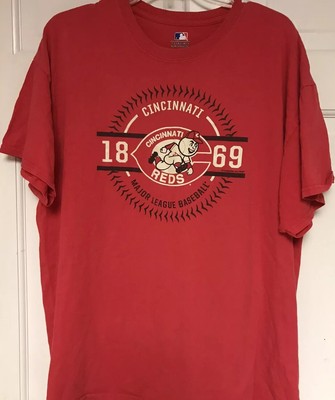 CINCINNATI
CINCINNATI
18 69
REDS
MAJOR LEAGUE BASEBALL